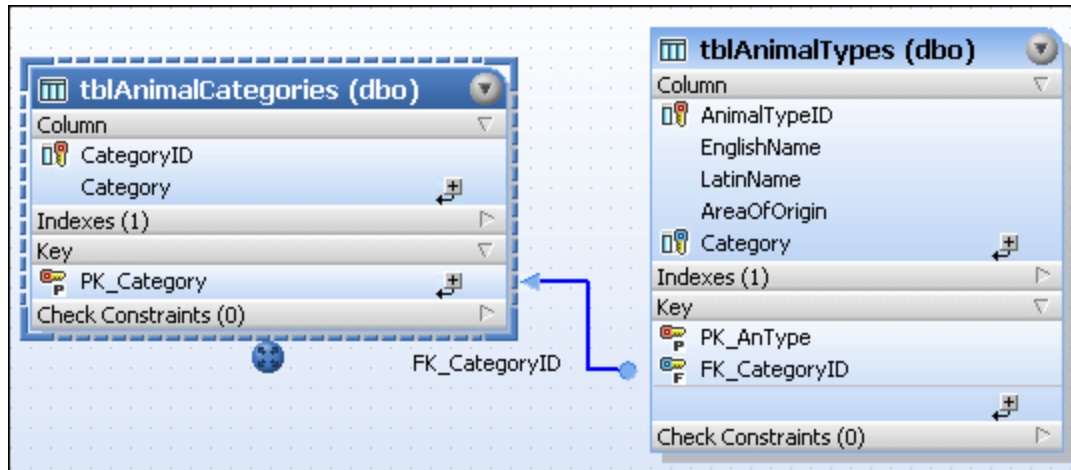 tblAnimalCategories (dbo)
Column
CategoryID
Category
Indexes (1)
Key
PK_Category
P
Check Constraints (0)
FK_CategoryID
tblAnimalTypes (dbo)
Column
AnimalTypeID
EnglishName
LatinName
AreaOfOrigin
Category
Indexes (1)
Key
P
PK_AnType
F
FK_CategoryID
Check Constraints (0)